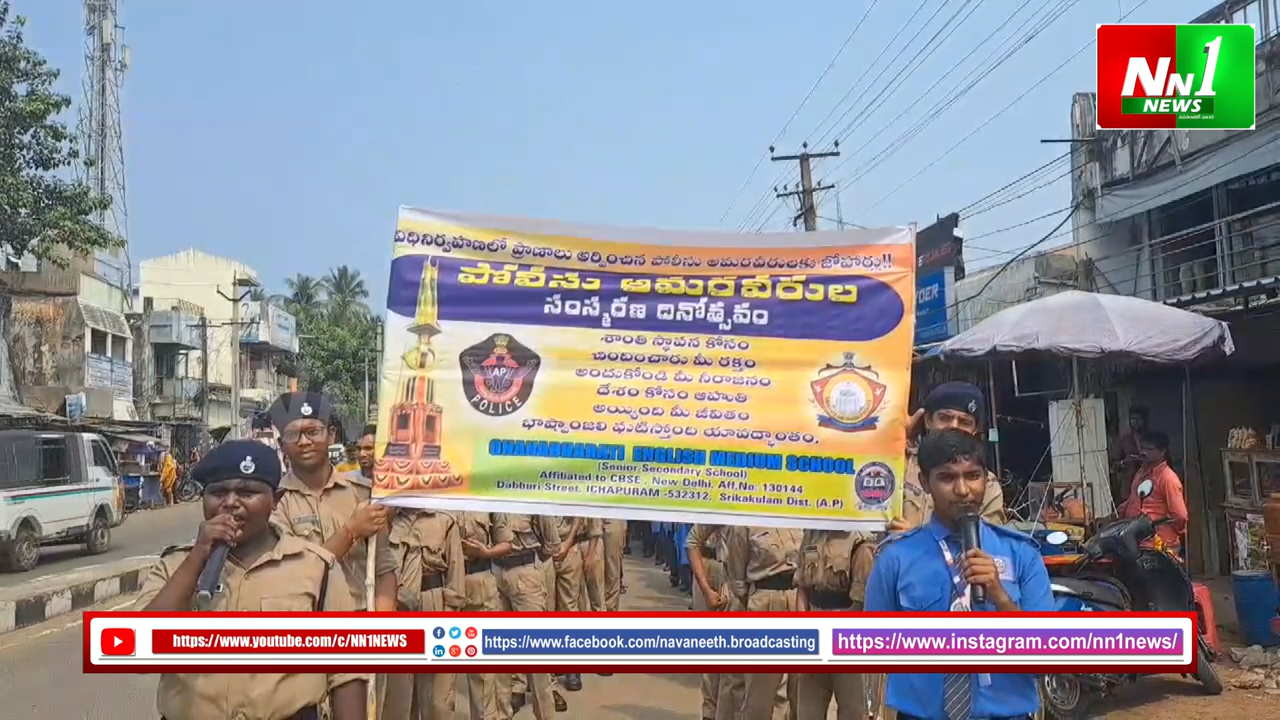 NN1
NEWS
విధినిర్వహణలో ప్రాణాలు అర్పించిన పోలీసు అమరవీరులకు జోహార్లు!!
పోలీసు అమరవీరుల
సంస్మరణ దినోత్సవం
శాంతి స్థాపన కోసం
చిందించారు మీ రక్తం
అందుకోండి మీ నీరాజనం
దేశం కోసం ఆహుతి
అయ్యింది మీ జీవితం
భాష్పాంజలి ఘటిస్తోంది యావద్భారతం.
AP
POLICE
GNANABHARATI ENGLISH MEDIUM SCHOOL
(Senior Secondary School)
Affiliated to CBSE, New Delhi, Aff.No: 130144
Dabburi Street, ICHAPURAM -532312, Srikakulam Dist. (A.P)
https://www.youtube.com/c/NN1NEWS
https://www.facebook.com/navaneeth.broadcasting
https://www.instagram.com/nn1news/